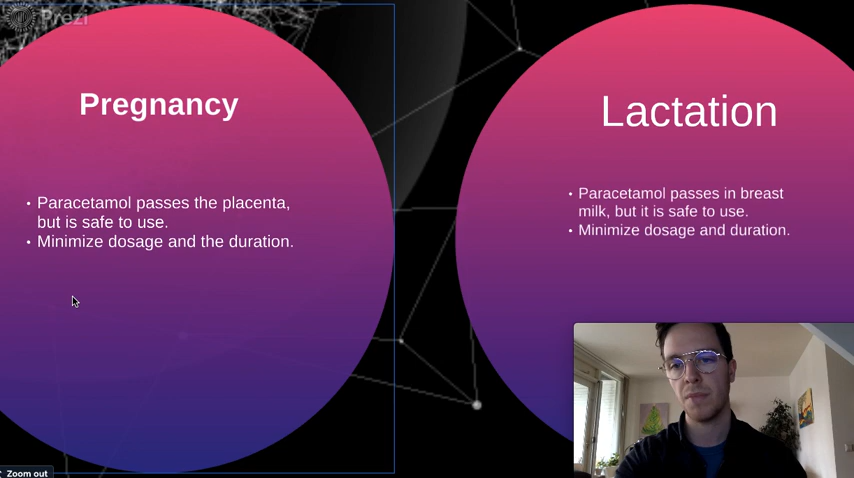 Prezi
Pregnancy
• Paracetamol passes the placenta,
but is safe to use.
• Minimize dosage and the duration.
Lactation
• Paracetamol passes in breast
milk, but it is safe to use.
• Minimize dosage and duration.
Zoom out